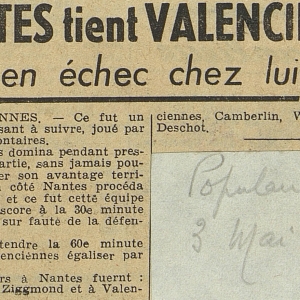 TES tient VALENCIE
en échec chez lui
NNES. — Ce fut un
sant à suivre, joué par
ontaires.
s domina pendant pres-
artie, sans jamais pou-
er son avantage terri-
côté Nantes procéda
et ce fut cette équipe
score à la 30e minute
sur faute de la défen-
tendre la 60e minute
enciennes égaliser par
rs à Nantes fuernt :
Ziggmond et à Valen-
ciennes, Camberlin, W
Deschot.
Populai
3 Mai